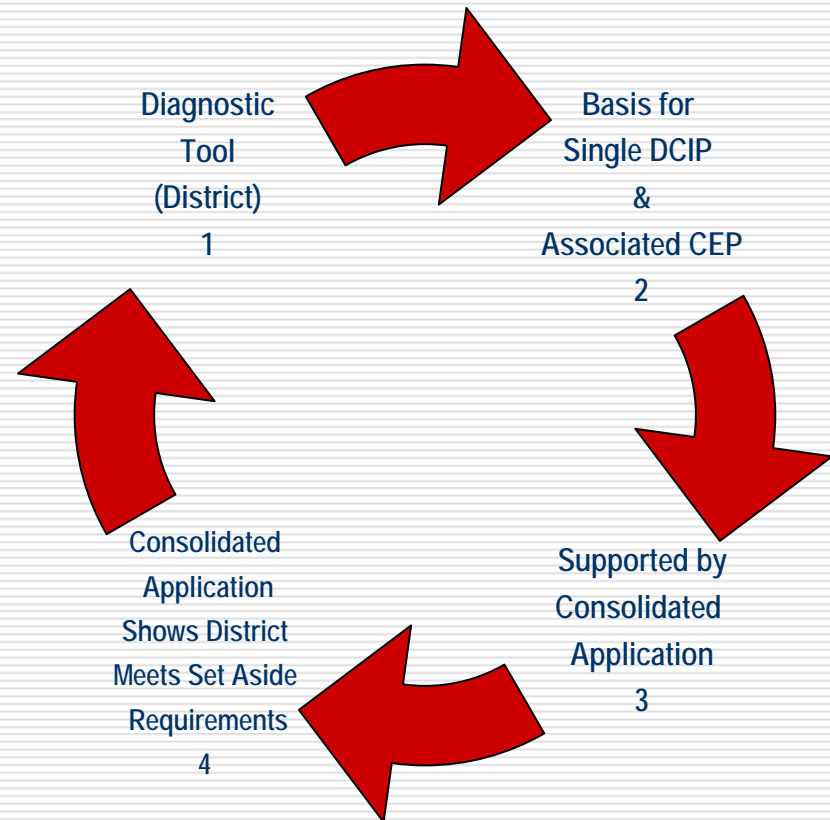 Diagnostic
Tool
(District)
1
Basis for
Single DCIP
&
Associated CEP
2
Supported by
Consolidated
Application
3
Consolidated
Application
Shows District
Meets Set Aside
Requirements
4